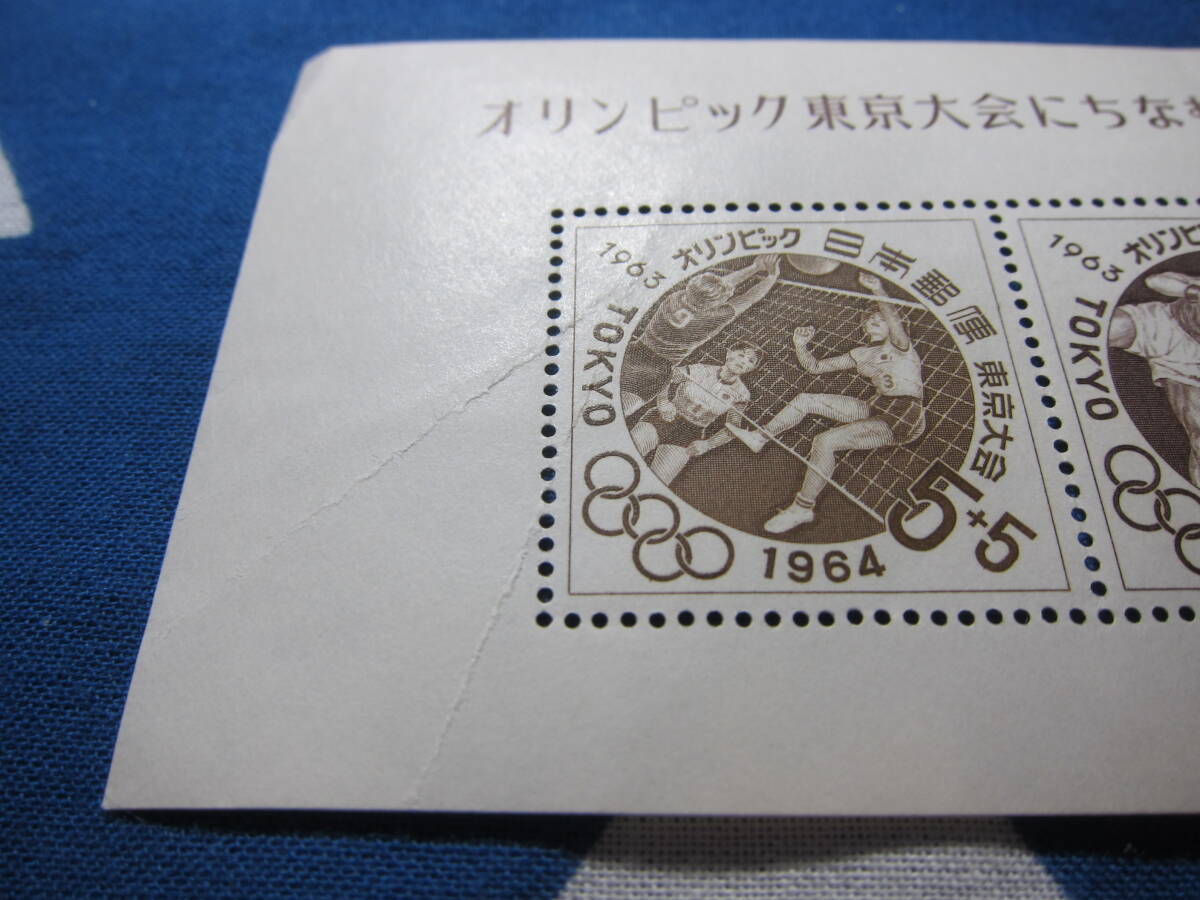 オリンピック東京大会にちなむ
1963 オリンピック 日本郵便 東京大会
TOKYO
3
1964 5+5
1963 オリンピ
TOKYO